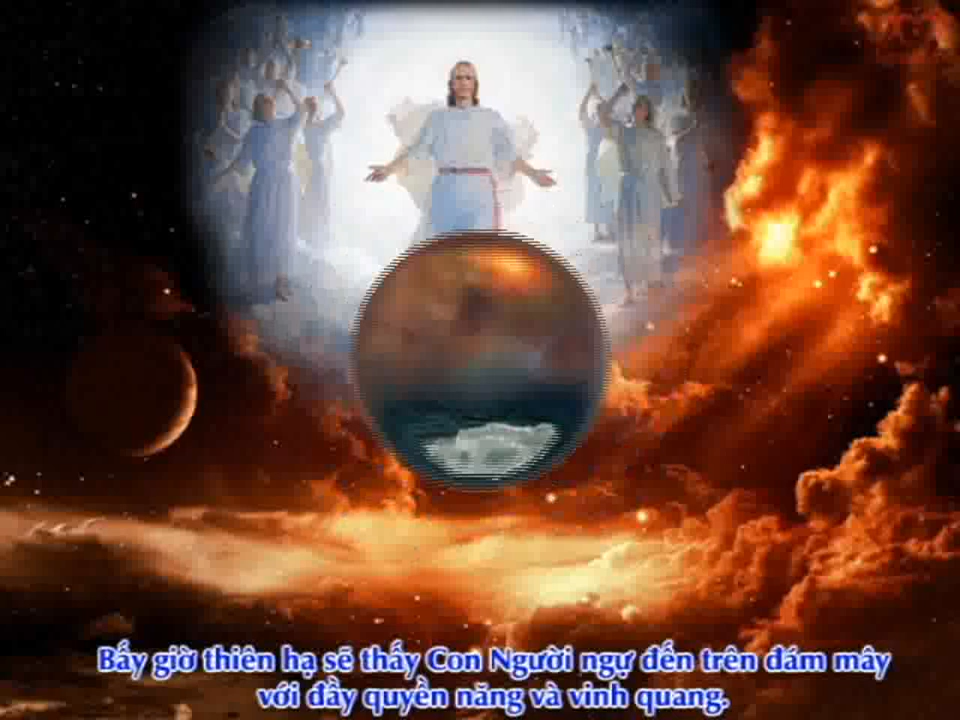 Bấy giờ thiên hạ sẽ thấy Con Người ngự đến trên đám mây
với đầy quyền năng và vinh quang.